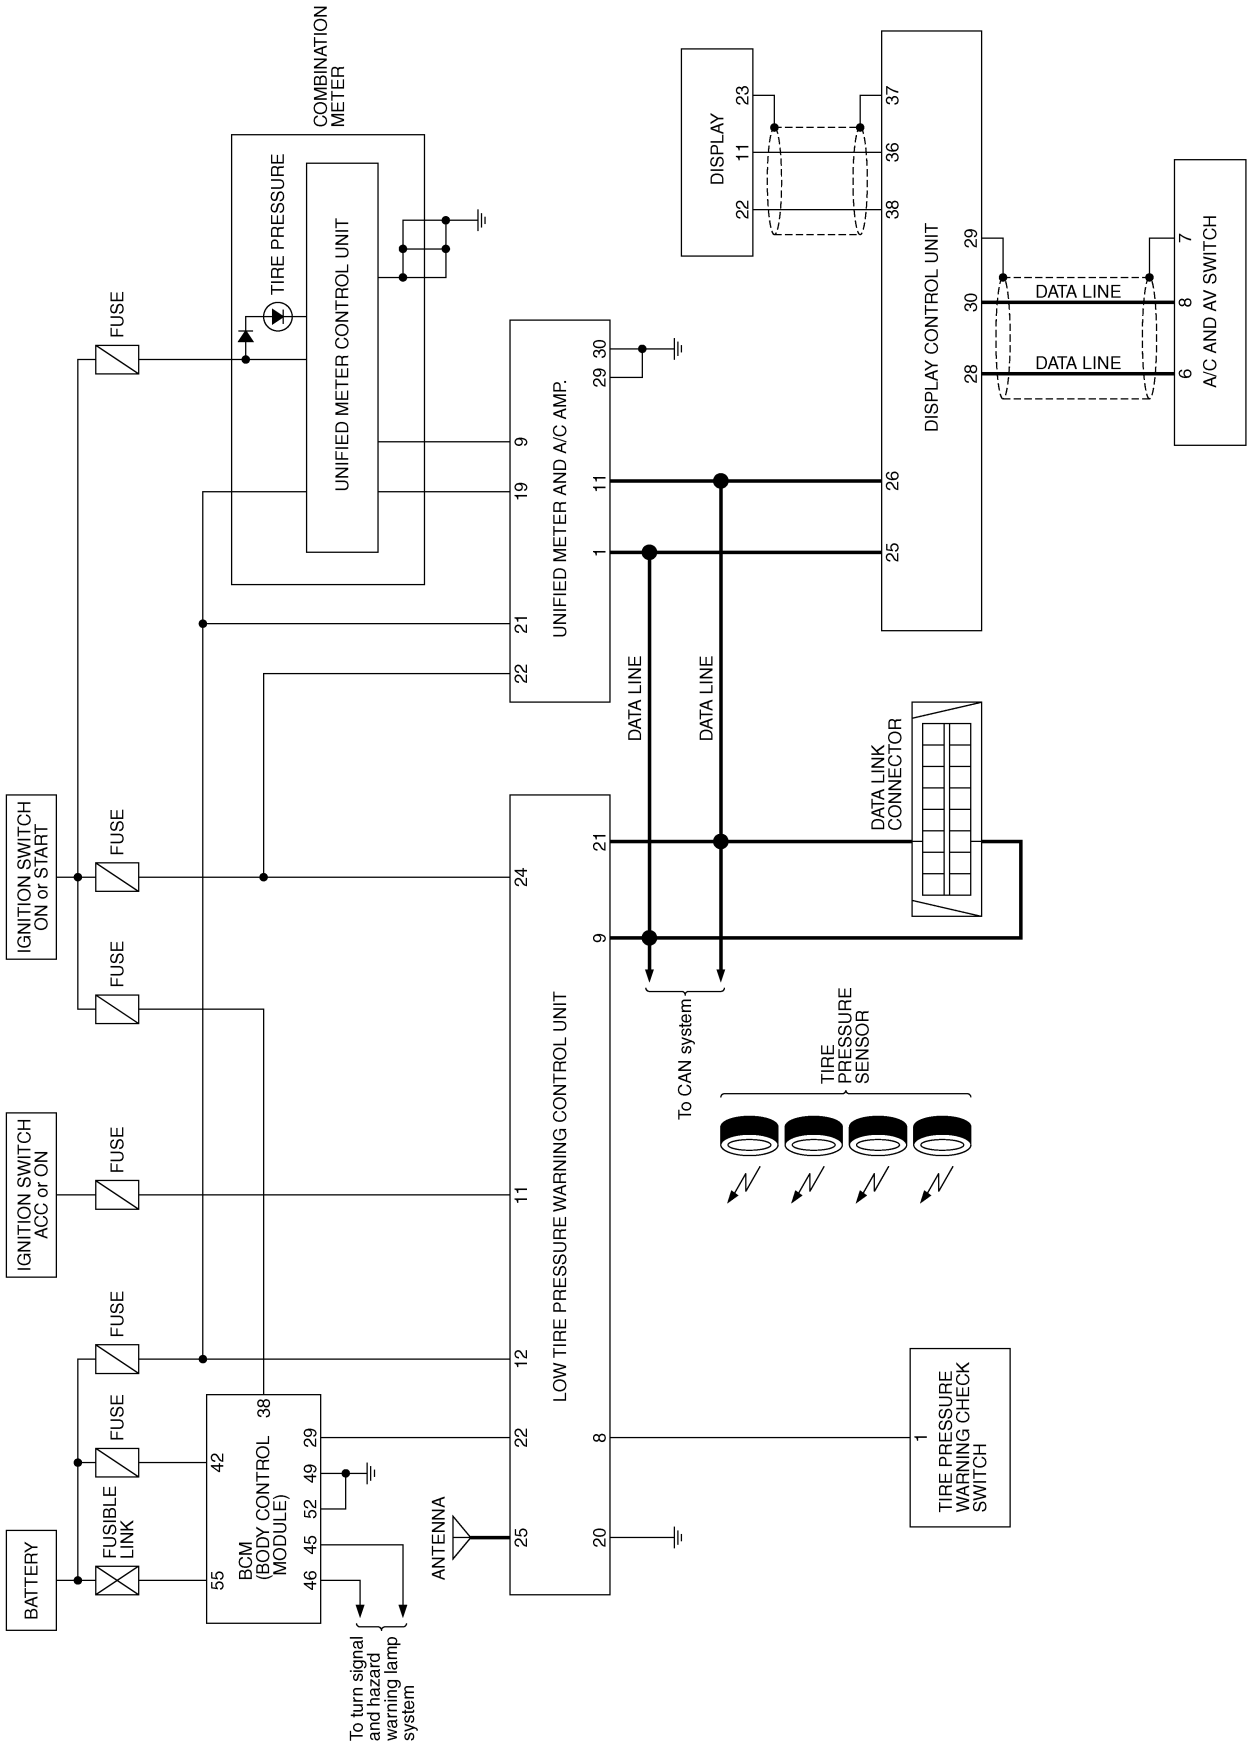 BATTERY
IGNITION SWITCH
ACC or ON
IGNITION SWITCH
ON or START
FUSIBLE
LINK
FUSE
FUSE
FUSE
FUSE
FUSE
FUSE
55
42
38
BCM
(BODY CONTROL
MODULE)
46
45
52
49
29
To turn signal
and hazard
warning lamp
system
COMBINATION
METER
TIRE PRESSURE
UNIFIED METER CONTROL UNIT
ANTENNA
25
22
12
11
24
LOW TIRE PRESSURE WARNING CONTROL UNIT
20
8
9
21
22
21
19
9
UNIFIED METER AND A/C AMP.
1
11
29
30
DATA LINE
DATA LINE
To CAN system
TIRE
PRESSURE
SENSOR
1
TIRE PRESSURE
WARNING CHECK
SWITCH
DATA LINK
CONNECTOR
DISPLAY
22
11
23
25
26
38
36
37
DISPLAY CONTROL UNIT
28
30
29
DATA LINE
DATA LINE
6
8
7
A/C AND AV SWITCH